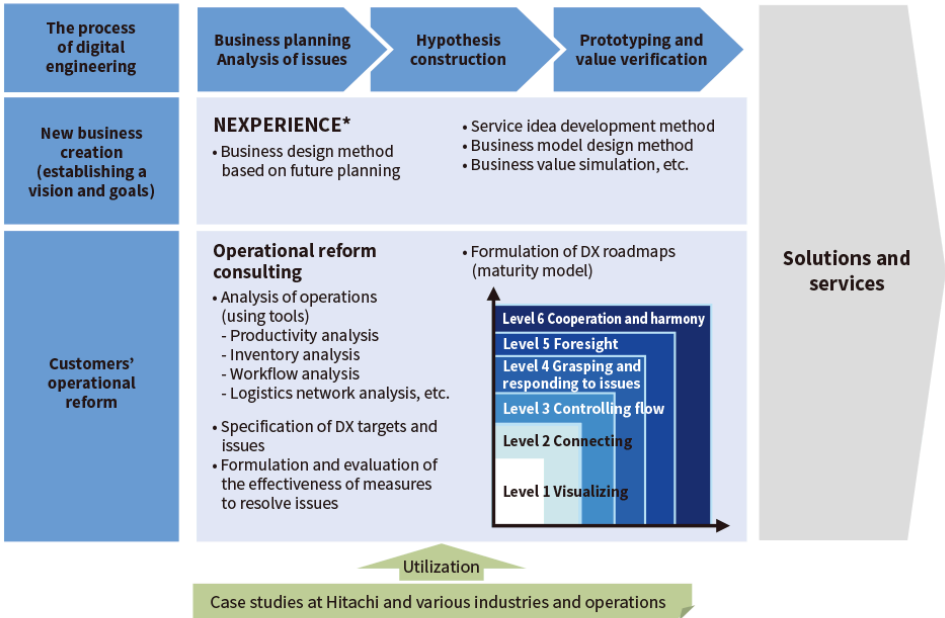 The process
of digital
engineering
Business planning
Analysis of issues
Hypothesis
construction
Prototyping and
value verification
New business
creation
(establishing a
vision and goals)
NEXPERIENCE*
• Business design method
based on future planning
• Service idea development method
• Business model design method
• Business value simulation, etc.
Customers’
operational
reform
Operational reform
consulting
• Analysis of operations
(using tools)
- Productivity analysis
- Inventory analysis
- Workflow analysis
- Logistics network analysis, etc.
• Specification of DX targets and
issues
• Formulation and evaluation of
the effectiveness of measures
to resolve issues
• Formulation of DX roadmaps
(maturity model)
Level 6 Cooperation and harmony
Level 5 Foresight
Level 4 Grasping and
responding to issues
Level 3 Controlling flow
Level 2 Connecting
Level 1 Visualizing
Solutions and
services
Utilization
Case studies at Hitachi and various industries and operations